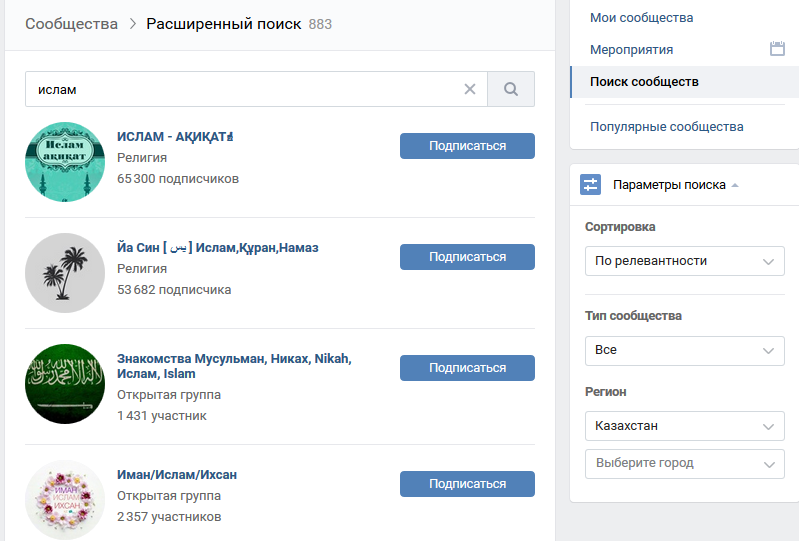 Сообщества > Расширенный поиск 883
ислам
Ислам
ақиқат
ИСЛАМ - АҚИҚАТ
Подписаться
Религия
65 300 подписчиков
Йа Син [ يس ] Ислам,Құран,Намаз
Подписаться
Религия
53 682 подписчика
Знакомства Мусульман, Никах, Nikah,
Ислам, Islam
Подписаться
Открытая группа
1 431 участник
ИМАН
ИСЛАМ
ИХСАН
Иман/Ислам/Ихсан
Подписаться
Открытая группа
2 357 участников
Мои сообщества
Мероприятия
Поиск сообществ
Популярные сообщества
Параметры поиска
Сортировка
По релевантности
Тип сообщества
Все
Регион
Казахстан
Выберите город